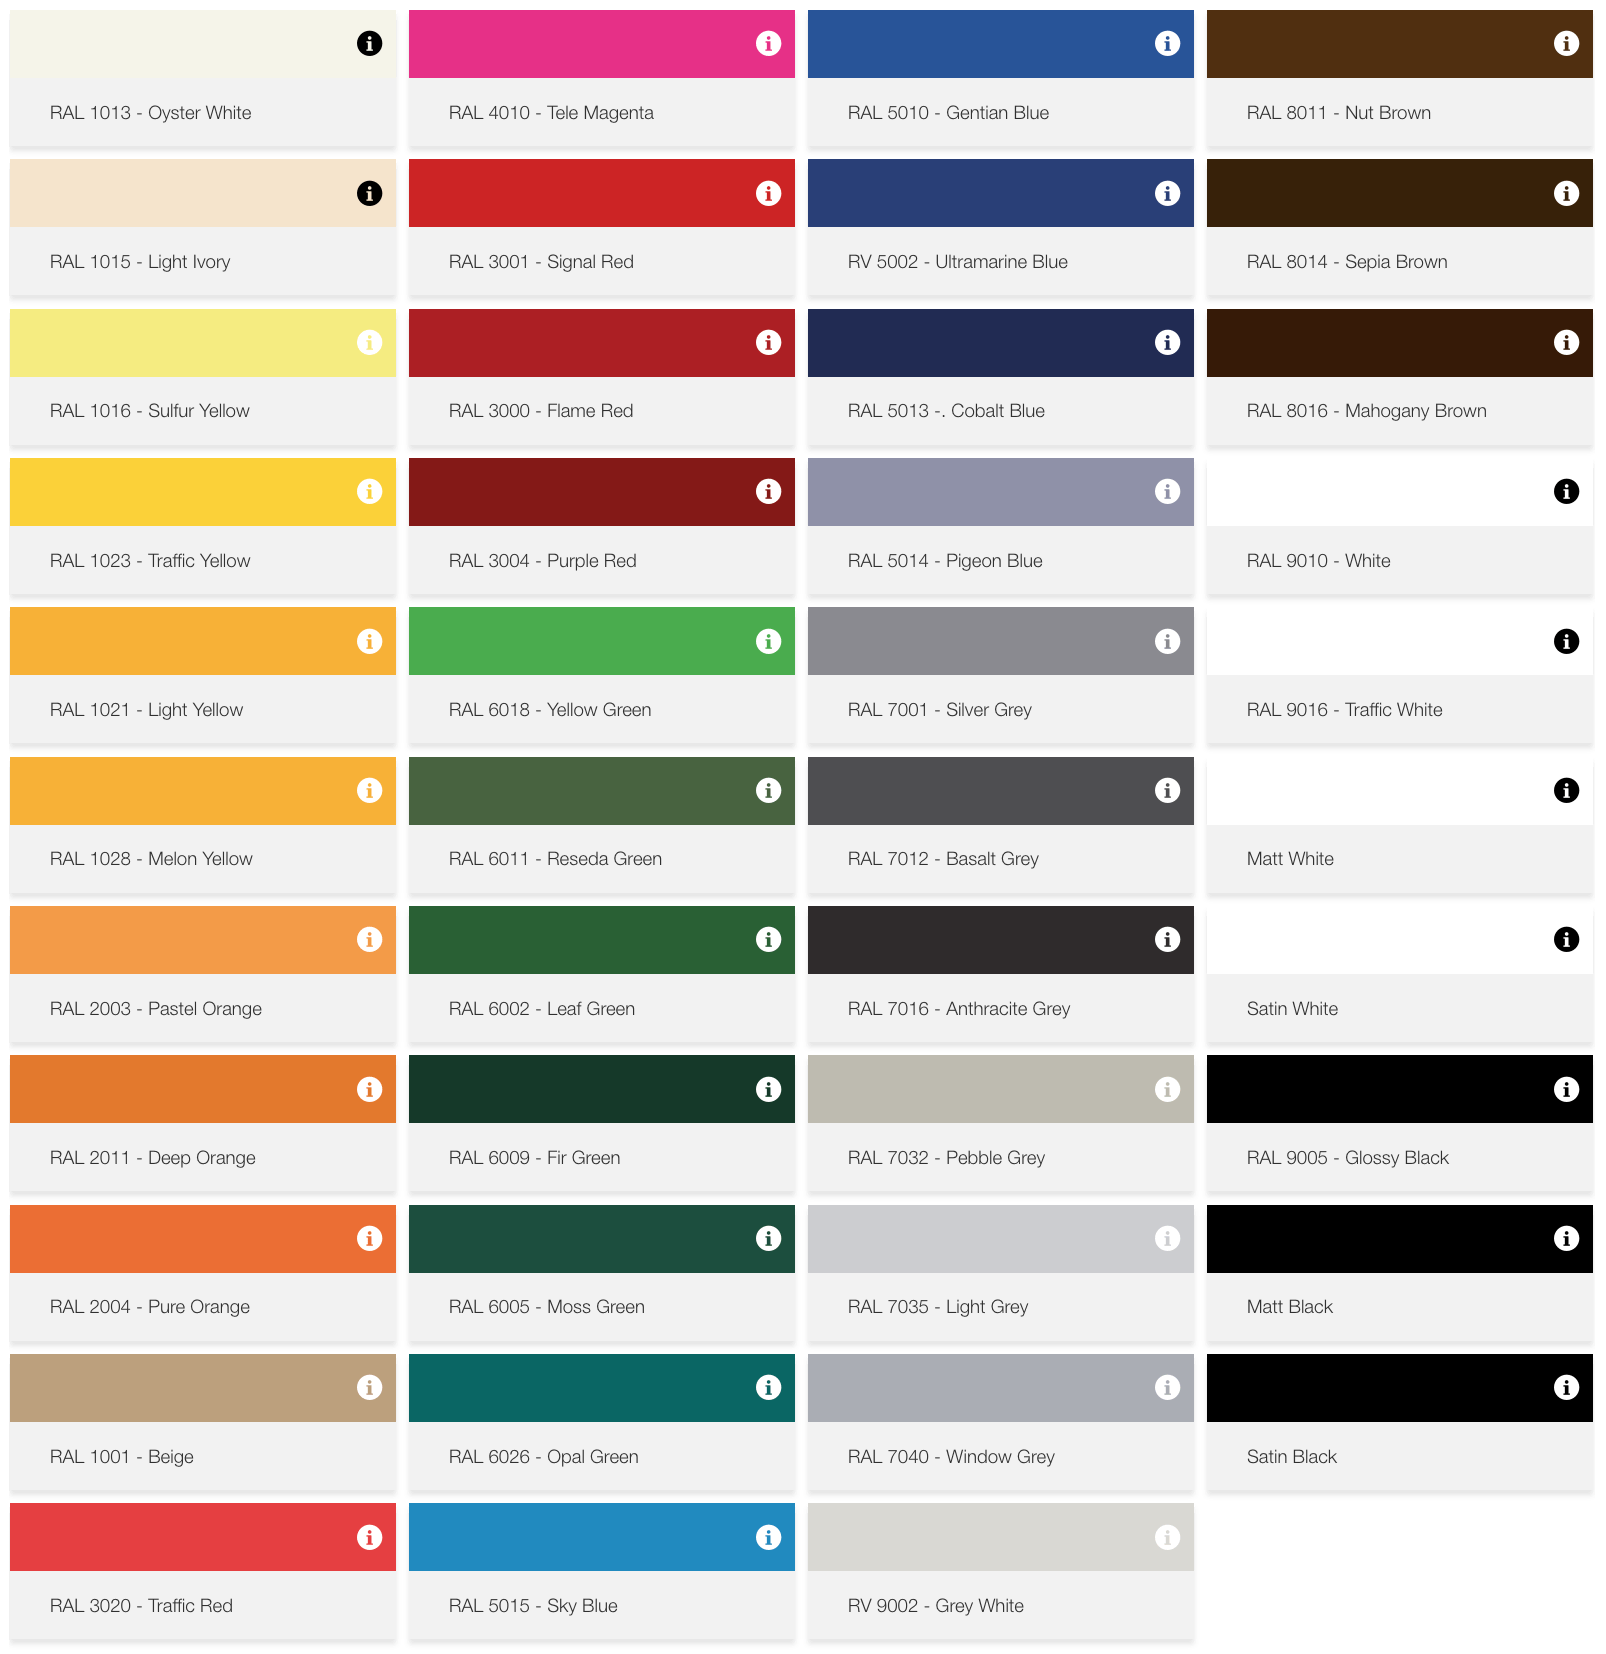 RAL 1013 - Oyster White
RAL 4010 - Tele Magenta
RAL 5010 - Gentian Blue
RAL 8011 - Nut Brown
RAL 1015 - Light Ivory
RAL 3001 - Signal Red
RV 5002 - Ultramarine Blue
RAL 8014 - Sepia Brown
RAL 1016 - Sulfur Yellow
RAL 3000 - Flame Red
RAL 5013 -. Cobalt Blue
RAL 8016 - Mahogany Brown
RAL 1023 - Traffic Yellow
RAL 3004 - Purple Red
RAL 5014 - Pigeon Blue
RAL 9010 - White
RAL 1021 - Light Yellow
RAL 6018 - Yellow Green
RAL 7001 - Silver Grey
RAL 9016 - Traffic White
RAL 1028 - Melon Yellow
RAL 6011 - Reseda Green
RAL 7012 - Basalt Grey
Matt White
RAL 2003 - Pastel Orange
RAL 6002 - Leaf Green
RAL 7016 - Anthracite Grey
Satin White
RAL 2011 - Deep Orange
RAL 6009 - Fir Green
RAL 7032 - Pebble Grey
RAL 9005 - Glossy Black
RAL 2004 - Pure Orange
RAL 6005 - Moss Green
RAL 7035 - Light Grey
Matt Black
RAL 1001 - Beige
RAL 6026 - Opal Green
RAL 7040 - Window Grey
Satin Black
RAL 3020 - Traffic Red
RAL 5015 - Sky Blue
RV 9002 - Grey White